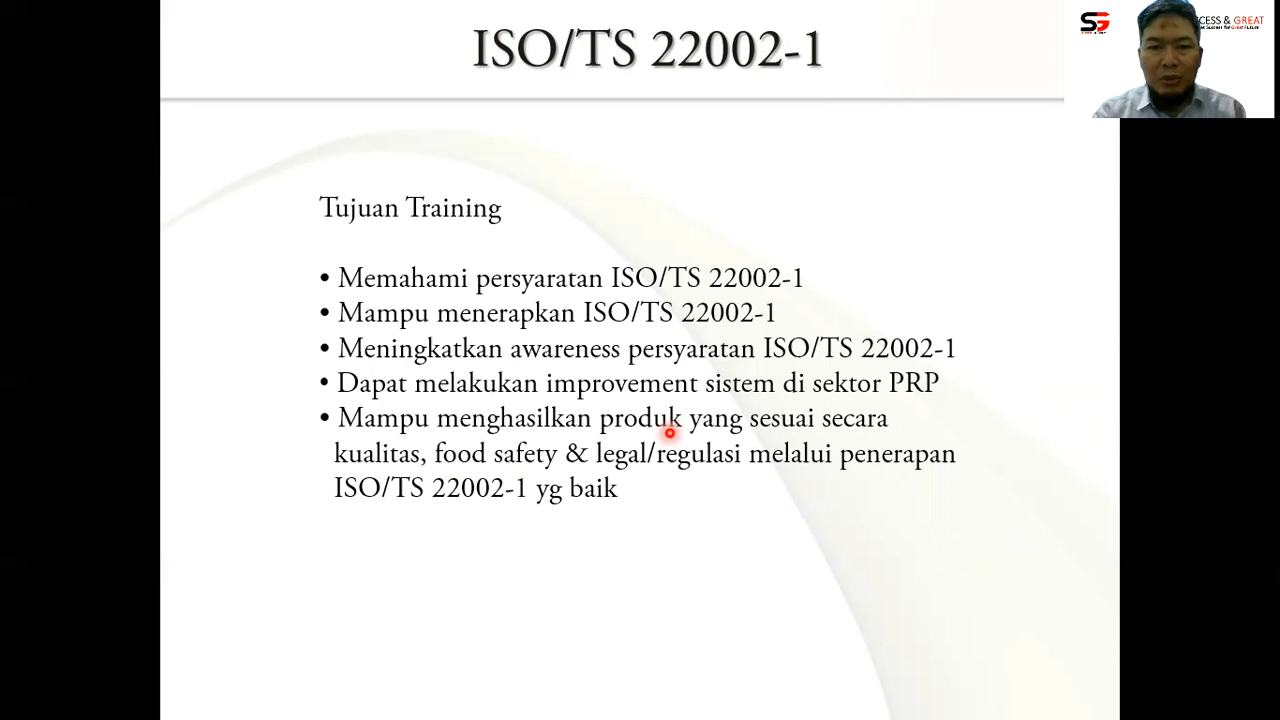 ISO/TS 22002-1
SG
CESS & GREAT
Tujuan Training
• Memahami persyaratan ISO/TS 22002-1
• Mampu menerapkan ISO/TS 22002-1
• Meningkatkan awareness persyaratan ISO/TS 22002-1
• Dapat melakukan improvement sistem di sektor PRP
• Mampu menghasilkan produk yang sesuai secara
kualitas, food safety & legal/regulasi melalui penerapan
ISO/TS 22002-1 yg baik